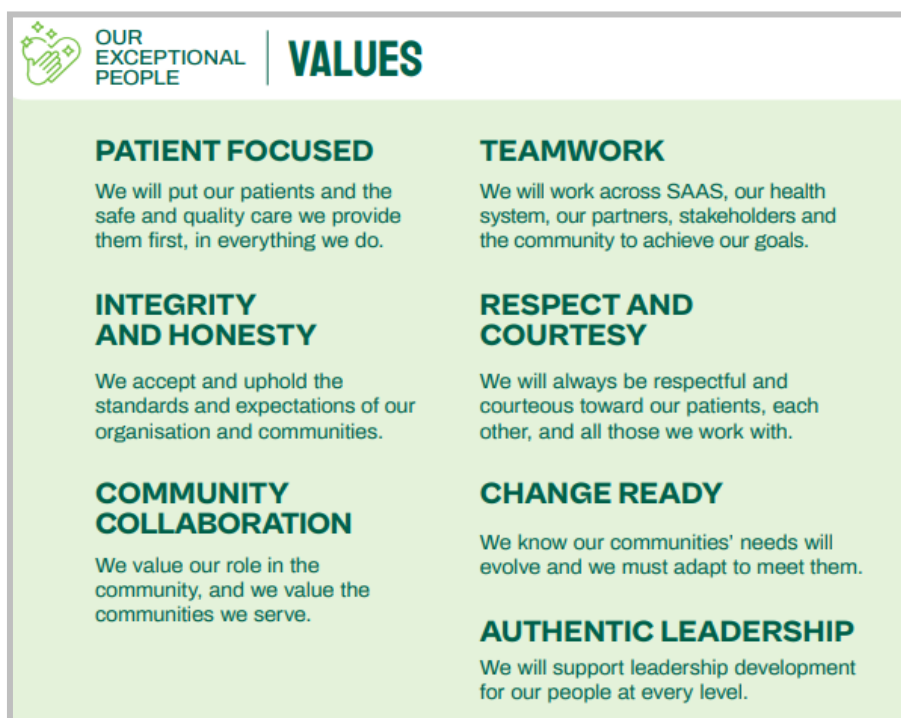 OUR
EXCEPTIONAL
PEOPLE
VALUES
PATIENT FOCUSED
We will put our patients and the
safe and quality care we provide
them first, in everything we do.
INTEGRITY
AND HONESTY
We accept and uphold the
standards and expectations of our
organisation and communities.
COMMUNITY
COLLABORATION
We value our role in the
community, and we value the
communities we serve.
TEAMWORK
We will work across SAAS, our health
system, our partners, stakeholders and
the community to achieve our goals.
RESPECT AND
COURTESY
We will always be respectful and
courteous toward our patients, each
other, and all those we work with.
CHANGE READY
We know our communities’ needs will
evolve and we must adapt to meet them.
AUTHENTIC LEADERSHIP
We will support leadership development
for our people at every level.